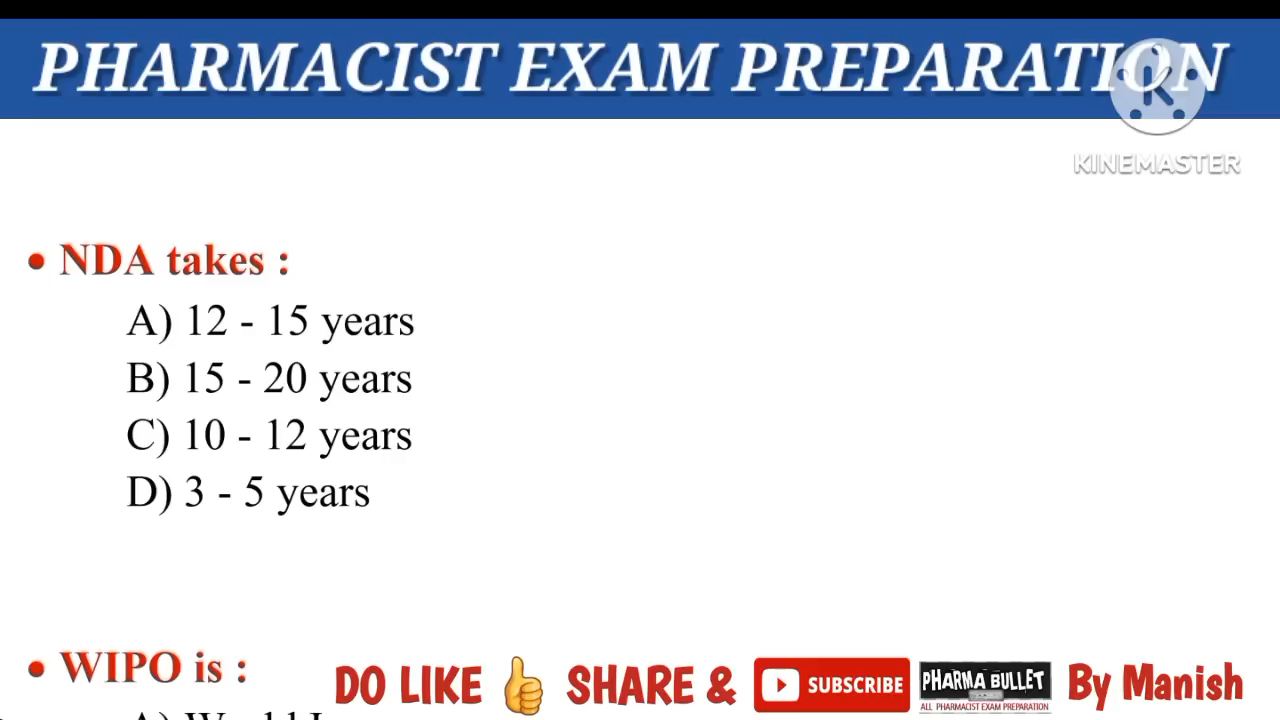 PHARMACIST EXAM PREPARATION
KINEMASTER
• NDA takes :
A) 12 - 15 years
B) 15 - 20 years
C) 10 - 12 years
D) 3 - 5 years
• WIPO is :
DO LIKE 👍 SHARE & SUBSCRIBE PHARMA BULLET By Manish
ALL PHARMACIST EXAM PREPARATION